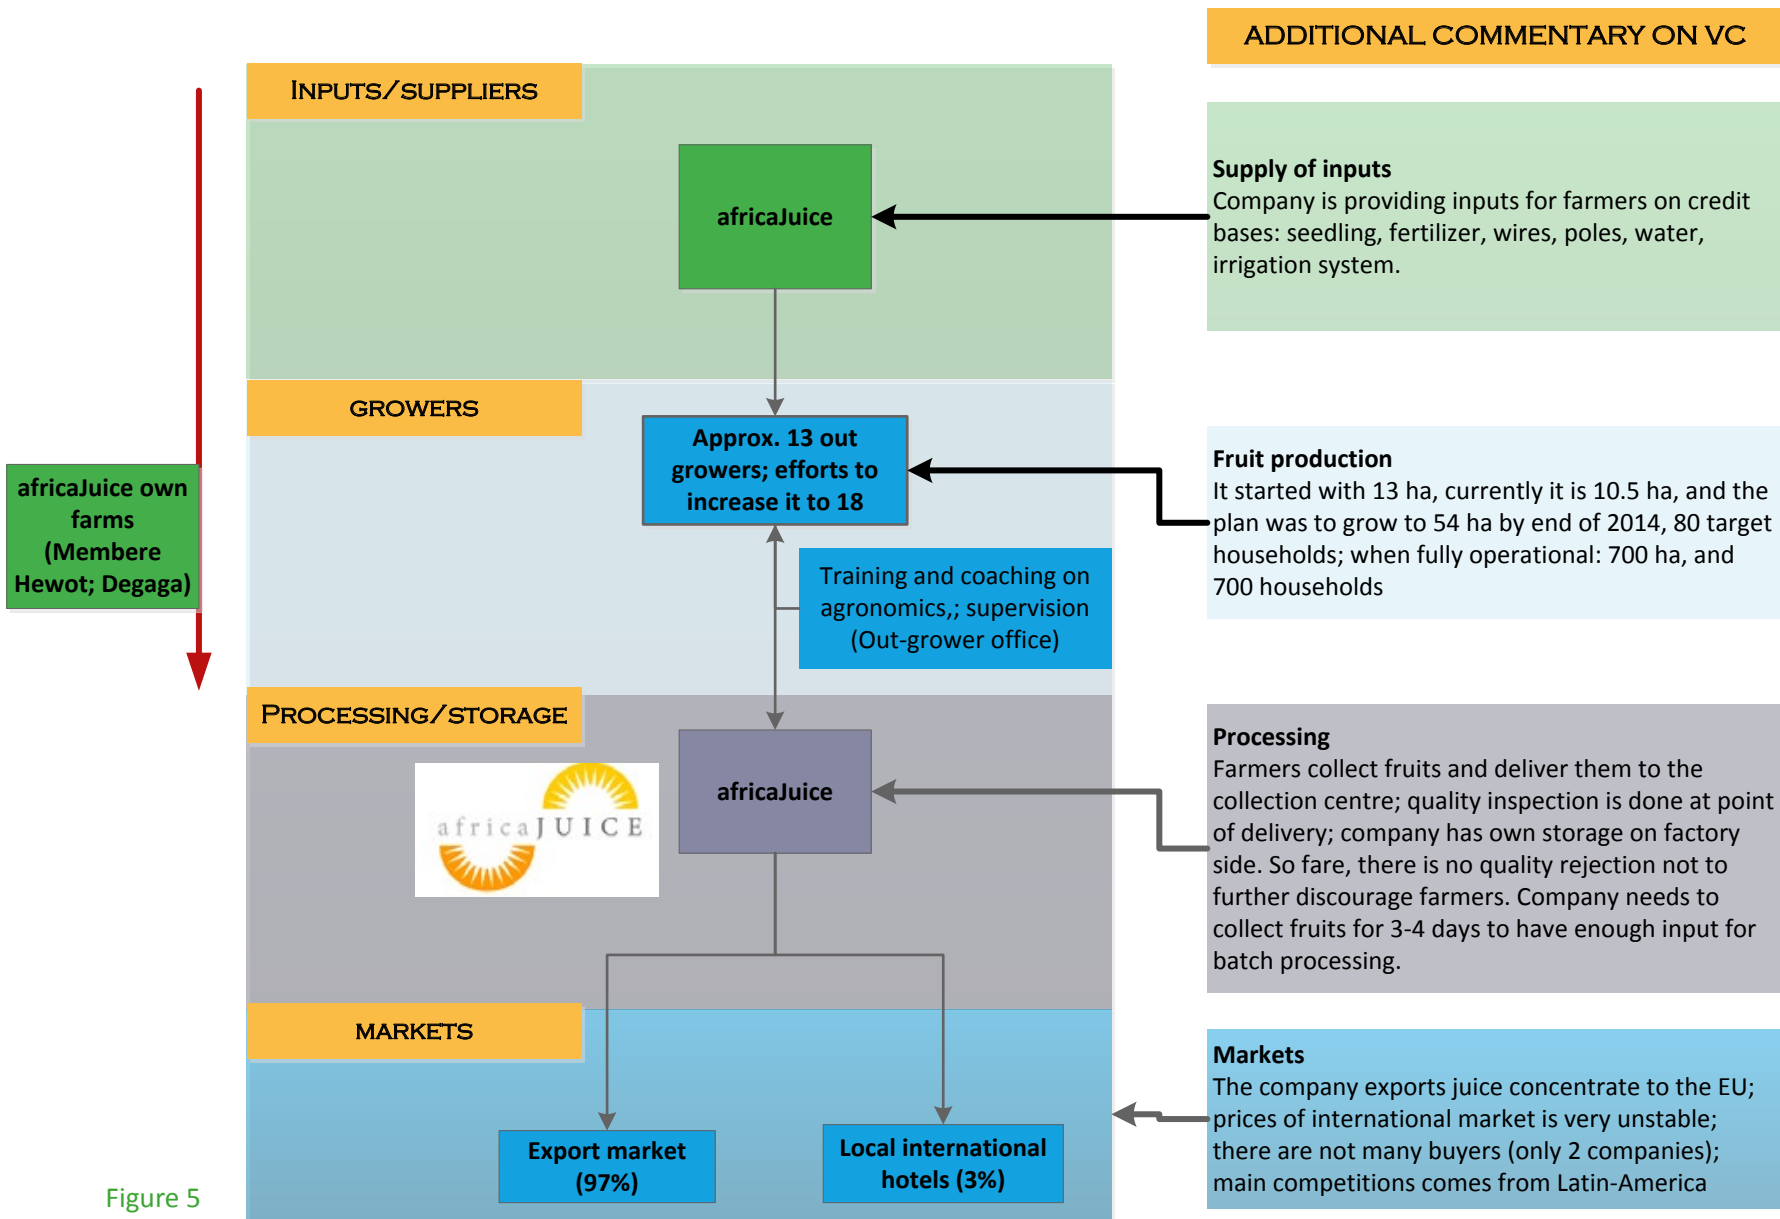 ADDITIONAL COMMENTARY ON VC
INPUTS/SUPPLIERS
africaJuice
Supply of inputs
Company is providing inputs for farmers on credit
bases: seedling, fertilizer, wires, poles, water,
irrigation system.
GROWERS
Approx. 13 out
growers; efforts to
increase it to 18
Fruit production
It started with 13 ha, currently it is 10.5 ha, and the
plan was to grow to 54 ha by end of 2014, 80 target
households; when fully operational: 700 ha, and
700 households
africaJuice own
farms
(Membere
Hewot; Degaga)
Training and coaching on
agronomics,; supervision
(Out-grower office)
PROCESSING/STORAGE
africaJUICE
africaJuice
Processing
Farmers collect fruits and deliver them to the
collection centre; quality inspection is done at point
of delivery; company has own storage on factory
side. So fare, there is no quality rejection not to
further discourage farmers. Company needs to
collect fruits for 3-4 days to have enough input for
batch processing.
MARKETS
Export market
(97%)
Local international
hotels (3%)
Markets
The company exports juice concentrate to the EU;
prices of international market is very unstable;
there are not many buyers (only 2 companies);
main competitions comes from Latin-America
Figure 5